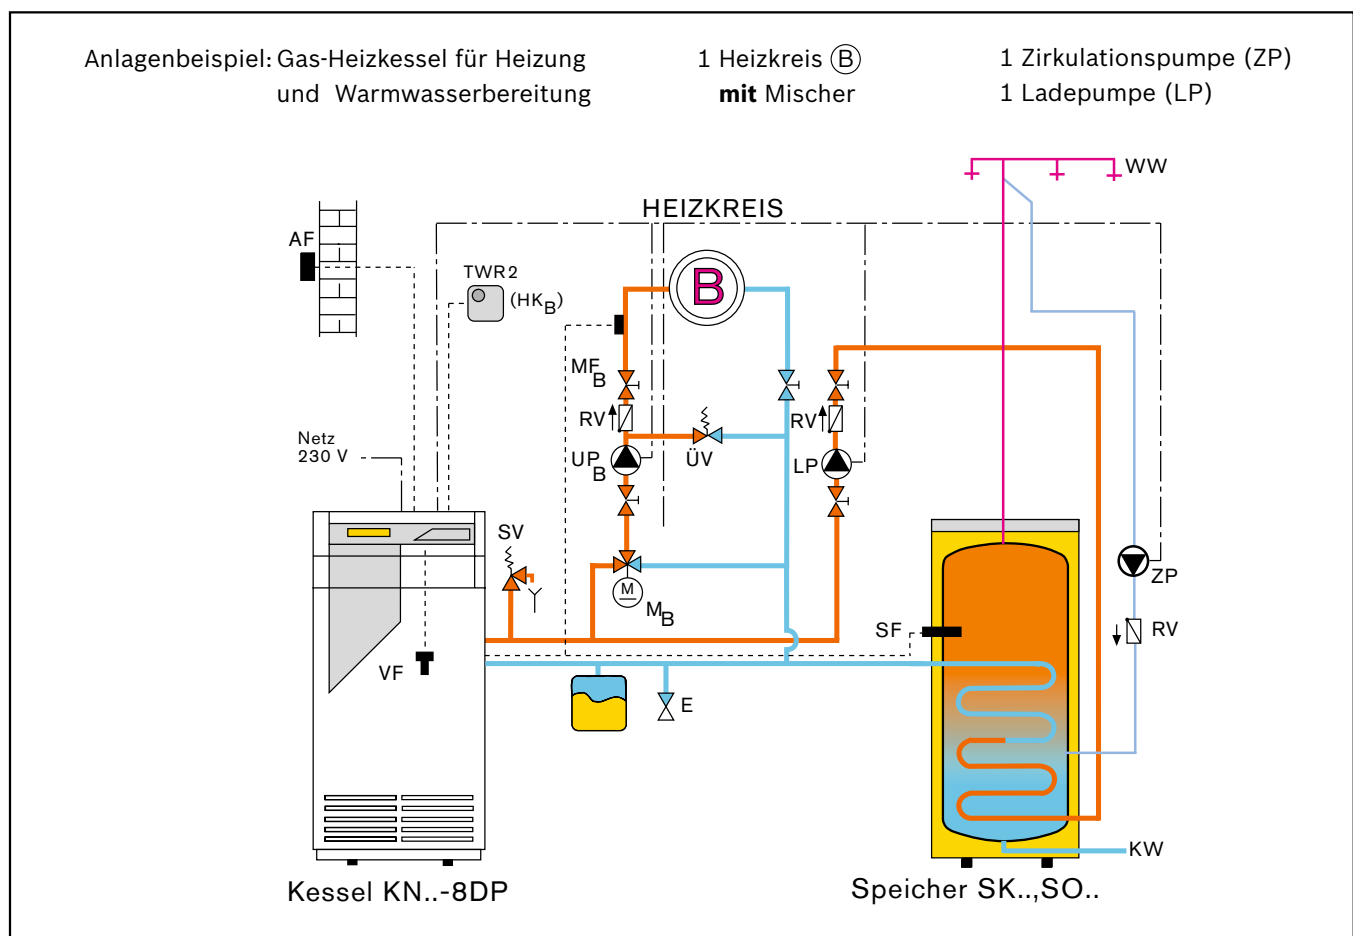 Anlagenbeispiel: Gas-Heizkessel für Heizung
und Warmwasserbereitung
1 Heizkreis B
mit Mischer
1 Zirkulationspumpe (ZP)
1 Ladepumpe (LP)
WW
HEIZKREIS
AF
TWR2
(HKB)
B
MFB
RV
RV
Netz
230 V
UPB
ÜV
LP
SV
M
MB
ZP
SF
RV
VF
E
KW
Kessel KN..-8DP
Speicher SK..,SO..